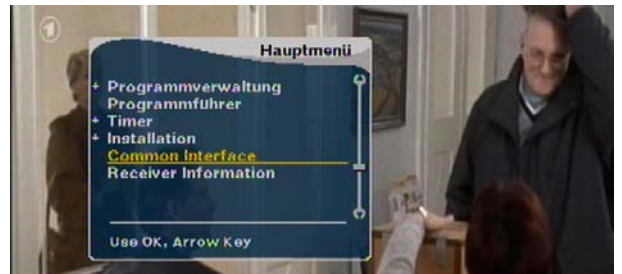 Hauptmenü
+ Programmverwaltung
Programmführer
+ Timer
+ Installation
Common Interface
Receiver Information
Use OK, Arrow Key